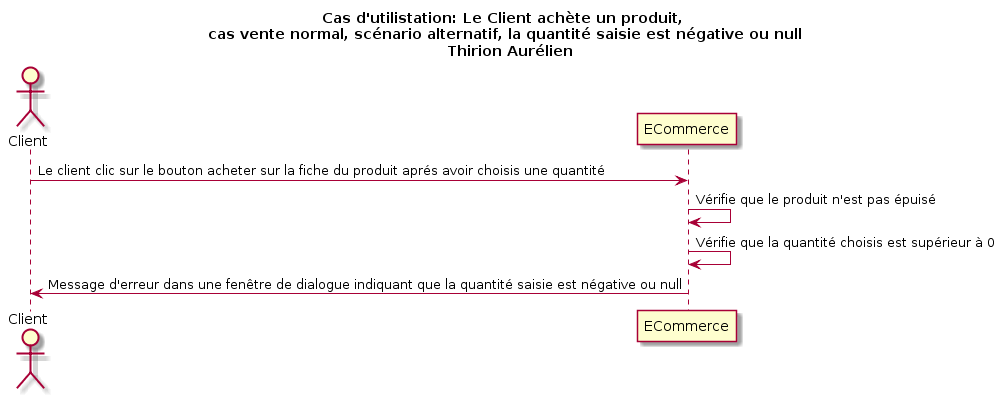 Cas d'utilistation: Le Client achète un produit,
cas vente normal, scénario alternatif, la quantité saisie est négative ou null
Thirion Aurélien
Client
ECommerce
Le client clic sur le bouton acheter sur la fiche du produit aprés avoir choisis une quantité
Vérifie que le produit n'est pas épuisé
Vérifie que la quantité choisis est supérieur à 0
Message d'erreur dans une fenêtre de dialogue indiquant que la quantité saisie est négative ou null
Client
ECommerce